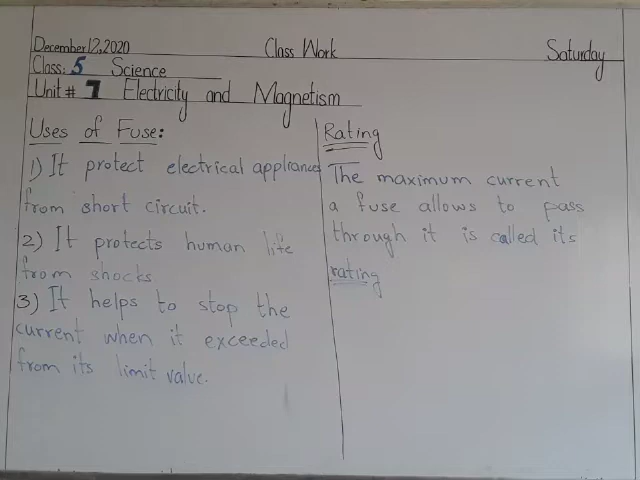 December 12, 2020 Class Work Saturday
Class: 5 Science
Unit # 7 Electricity and Magnetism
Uses of Fuse:
1) It protect electrical appliances
from short circuit.
2) It protects human life
from shocks.
3) It helps to stop the
current when it exceeded
from its limit value.
Rating
The maximum current
a fuse allows to pass
through it is called its
rating